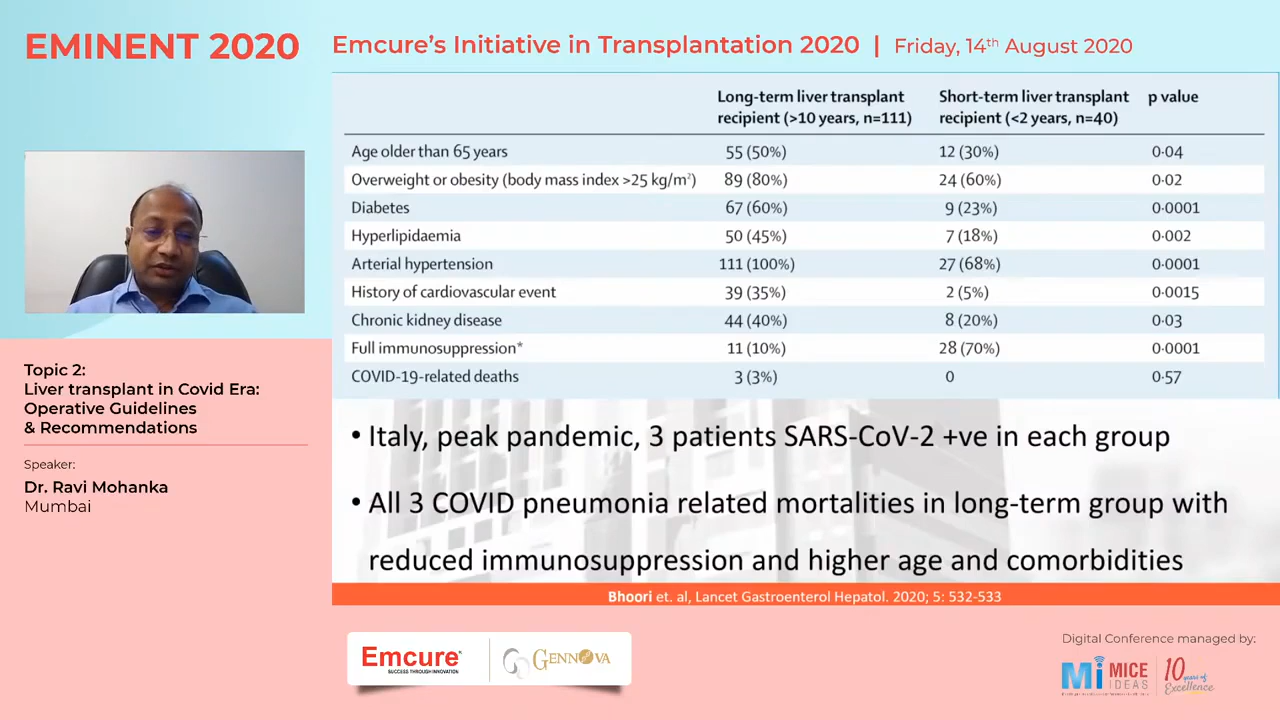 EMINENT 2020
Emcure's Initiative in Transplantation 2020 | Friday, 14th August 2020
Long-term liver transplant recipient (>10 years, n=111) Short-term liver transplant recipient (<2 years, n=40) p value
Age older than 65 years 55 (50%) 12 (30%) 0·04
Overweight or obesity (body mass index >25 kg/m²) 89 (80%) 24 (60%) 0·02
Diabetes 67 (60%) 9 (23%) 0·0001
Hyperlipidaemia 50 (45%) 7 (18%) 0·002
Arterial hypertension 111 (100%) 27 (68%) 0·0001
History of cardiovascular event 39 (35%) 2 (5%) 0·0015
Chronic kidney disease 44 (40%) 8 (20%) 0·03
Full immunosuppression* 11 (10%) 28 (70%) 0·0001
COVID-19-related deaths 3 (3%) 0 0·57
• Italy, peak pandemic, 3 patients SARS-CoV-2 +ve in each group
• All 3 COVID pneumonia related mortalities in long-term group with
reduced immunosuppression and higher age and comorbidities
Bhoori et. al, Lancet Gastroenterol Hepatol. 2020; 5: 532-533
Topic 2:
Liver transplant in Covid Era:
Operative Guidelines
& Recommendations
Speaker:
Dr. Ravi Mohanka
Mumbai
Emcure®
SUCCESS THROUGH INNOVATION
GENNOVA
Digital Conference managed by:
Mi MICE
IDEAS
10 years of
Excellence